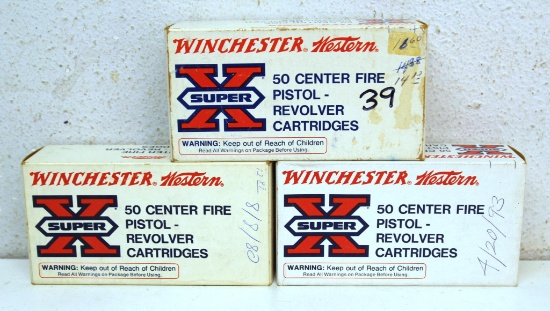 WINCHESTER® Western®
X
SUPER
50 CENTER FIRE
PISTOL -
REVOLVER
CARTRIDGES
39
WARNING: Keep out of Reach of Children
Read All Warnings on Package Before Using.
WINCHESTER® Western®
X
SUPER
50 CENTER FIRE
PISTOL -
REVOLVER
CARTRIDGES
WARNING: Keep out of Reach of Children
Read All Warnings on Package Before Using.
WINCHESTER® Western®
X
SUPER
50 CENTER FIRE
PISTOL -
REVOLVER
CARTRIDGES
4/20/93
WARNING: Keep out of Reach of Children
Read All Warnings on Package Before Using.